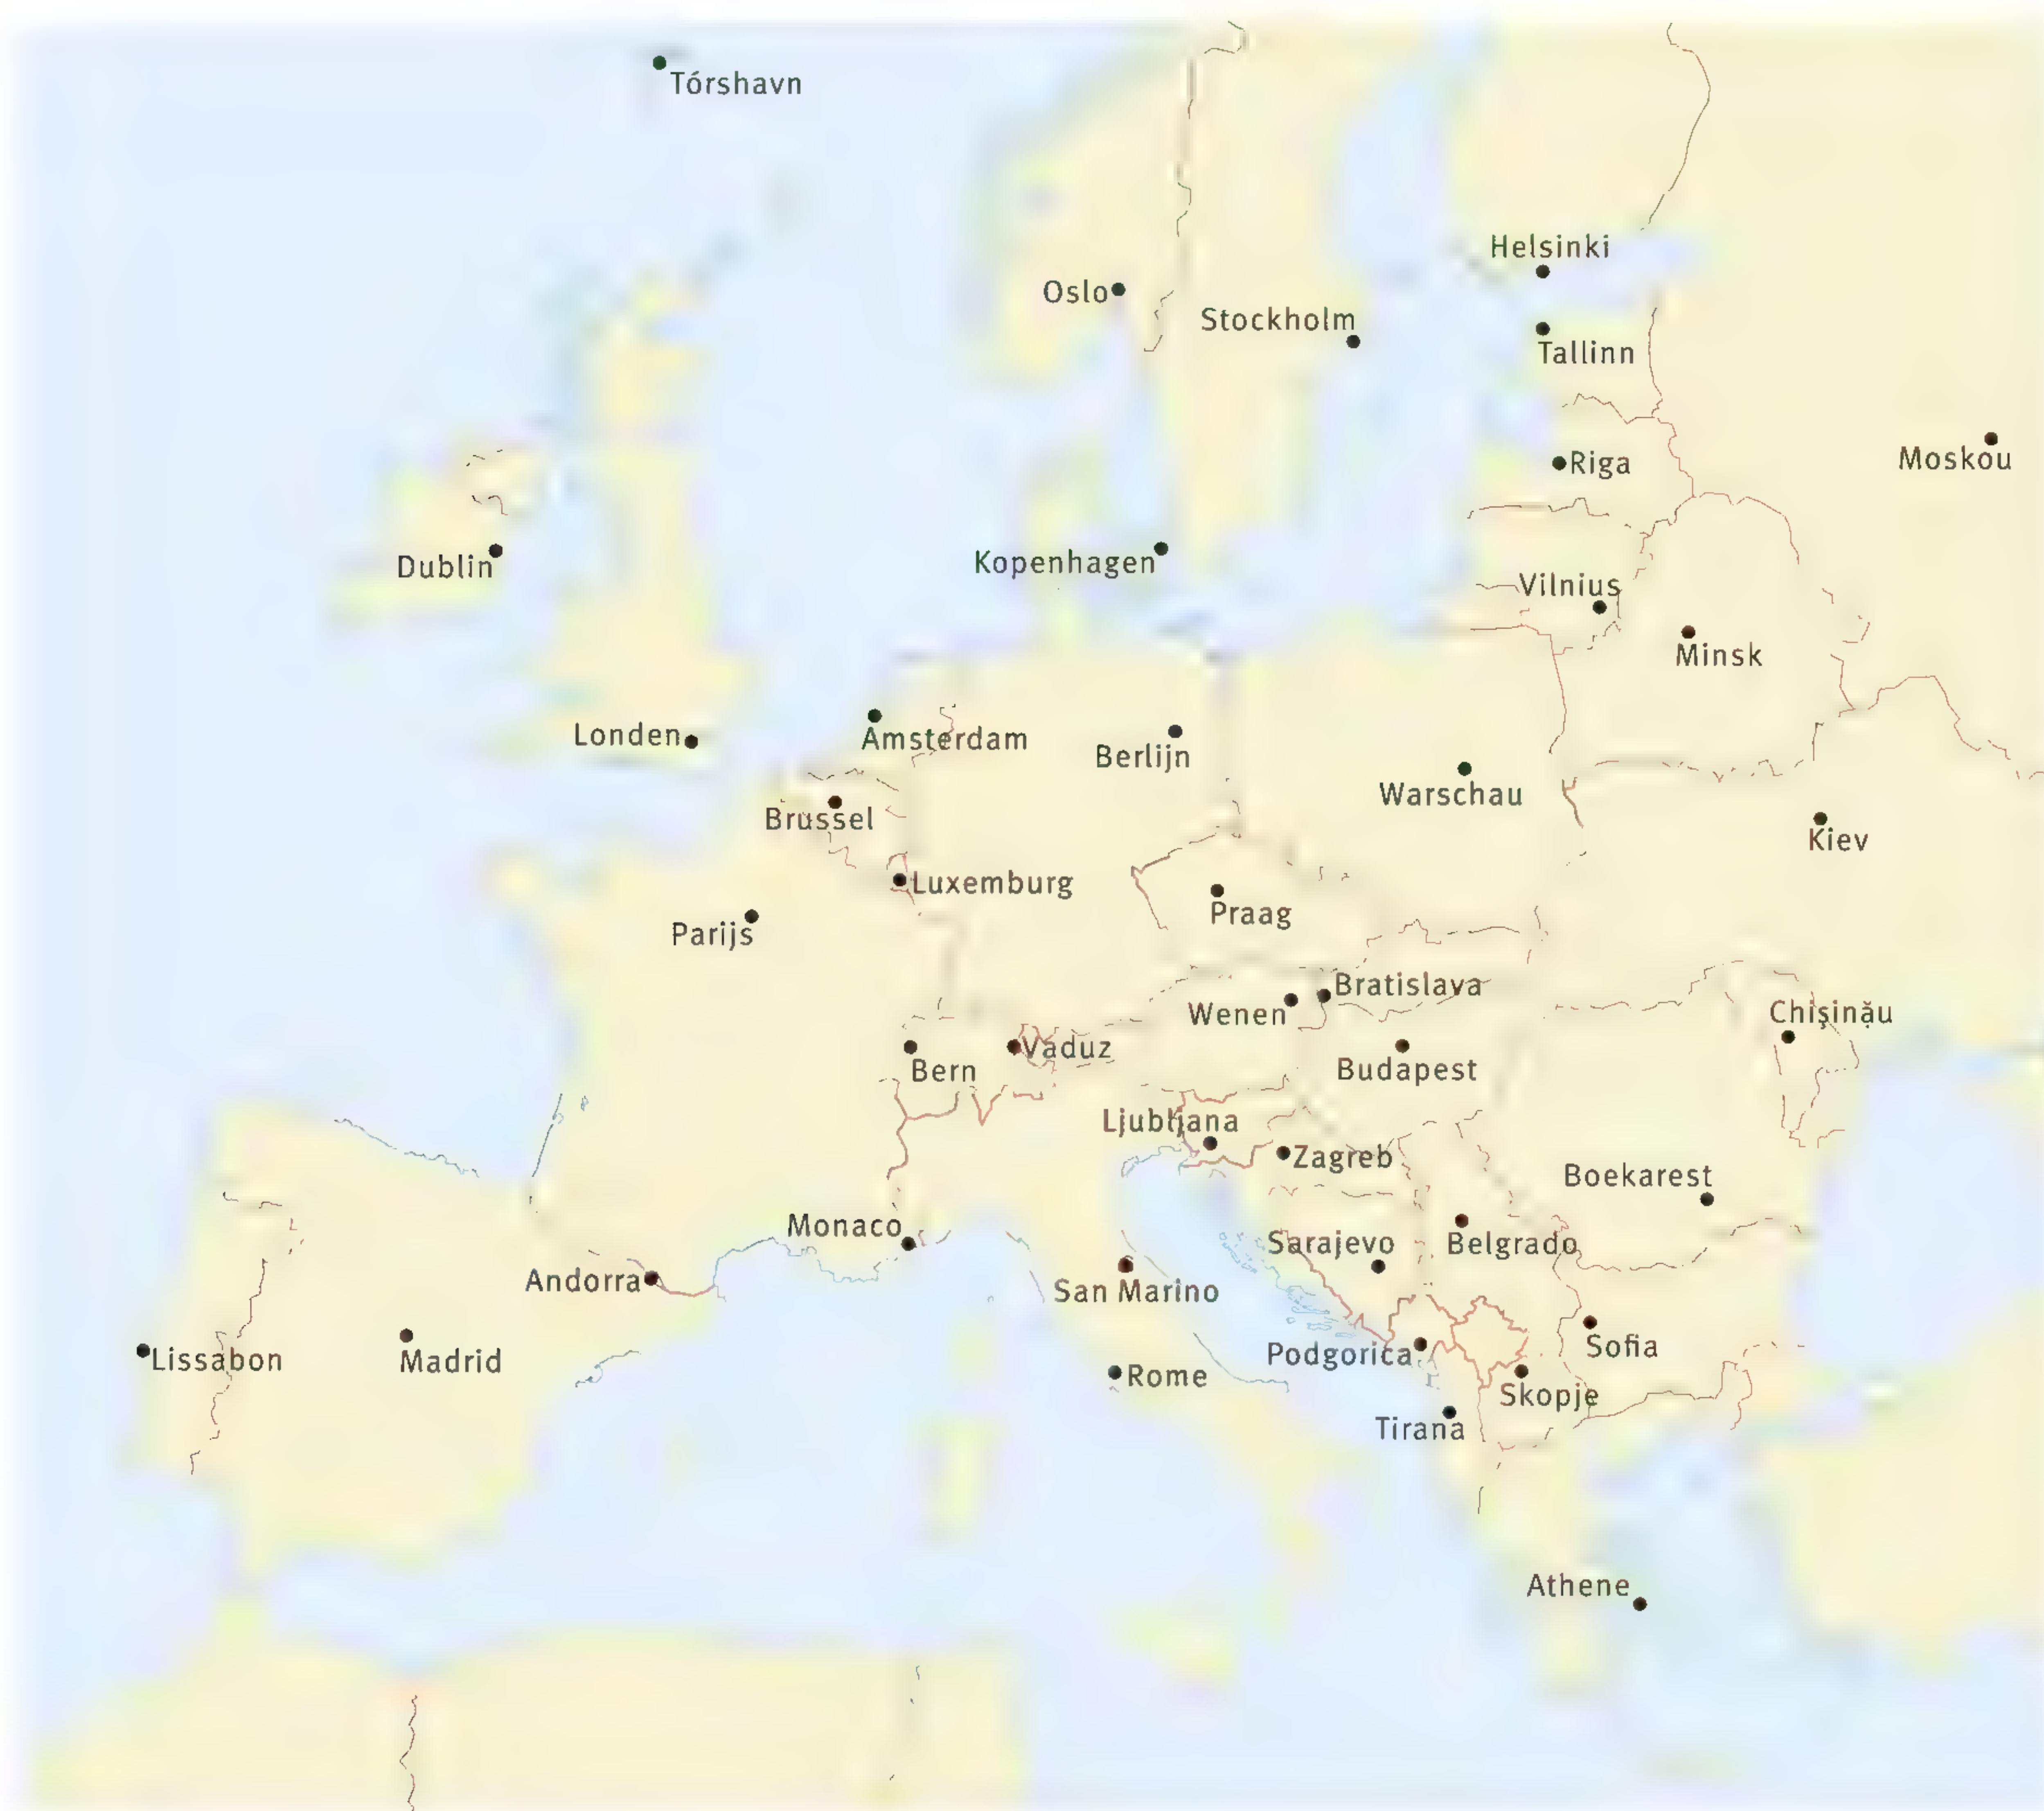 Tórshavn
Helsinki
Oslo
Stockholm
Tallinn
Moskou
Riga
Dublin
Kopenhagen
Vilnius
Minsk
Londen
Amsterdam
Berlijn
Warschau
Brussel
Kiev
Luxemburg
Praag
Parijs
Bratislava
Wenen
Chişinău
Vaduz
Bern
Budapest
Ljubljana
Zagreb
Boekarest
Monaco
Sarajevo
Belgrado
Andorra
San Marino
Lissabon
Madrid
Podgorica
Sofia
Rome
Skopje
Tirana
Athene